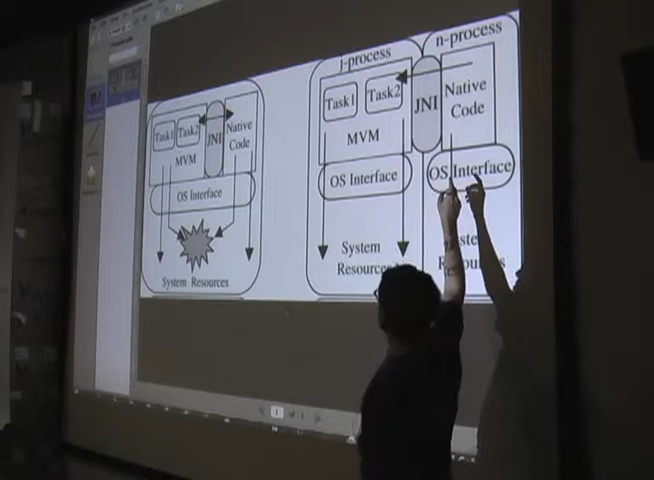 Task1
Task2
JNI
Native
Code
MVM
OS Interface
System Resources
j-process
n-process
Task1
Task2
JNI
Native
Code
MVM
OS Interface
OS Interface
System
Resources